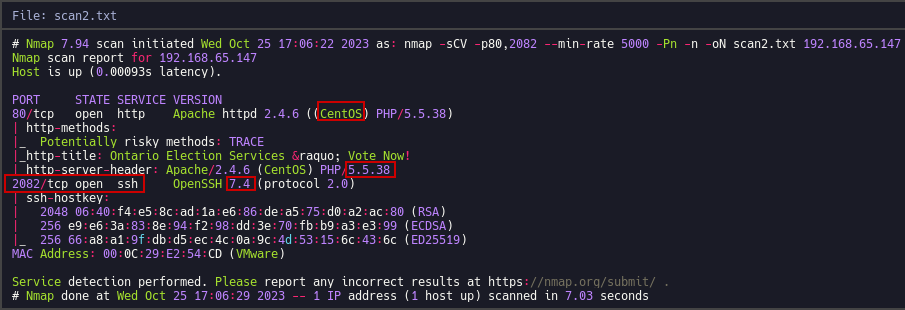 File: scan2.txt
# Nmap 7.94 scan initiated Wed Oct 25 17:06:22 2023 as: nmap -sCV -p80,2082 --min-rate 5000 -Pn -n -oN scan2.txt 192.168.65.147
Nmap scan report for 192.168.65.147
Host is up (0.00093s latency).
PORT     STATE SERVICE VERSION
80/tcp   open  http    Apache httpd 2.4.6 ((CentOS) PHP/5.5.38)
| http-methods:
|_  Potentially risky methods: TRACE
|_http-title: Ontario Election Services &raquo; Vote Now!
|_http-server-header: Apache/2.4.6 (CentOS) PHP/5.5.38
2082/tcp open  ssh     OpenSSH 7.4 (protocol 2.0)
| ssh-hostkey:
|   2048 06:40:f4:e5:8c:ad:1a:e6:86:de:a5:75:d0:a2:ac:80 (RSA)
|   256 e9:e6:3a:83:8e:94:f2:98:dd:3e:70:fb:b9:a3:e3:99 (ECDSA)
|_  256 66:a8:a1:9f:db:d5:ec:4c:0a:9c:4d:53:15:6c:43:6c (ED25519)
MAC Address: 00:0C:29:E2:54:CD (VMware)
Service detection performed. Please report any incorrect results at https://nmap.org/submit/ .
# Nmap done at Wed Oct 25 17:06:29 2023 -- 1 IP address (1 host up) scanned in 7.03 seconds